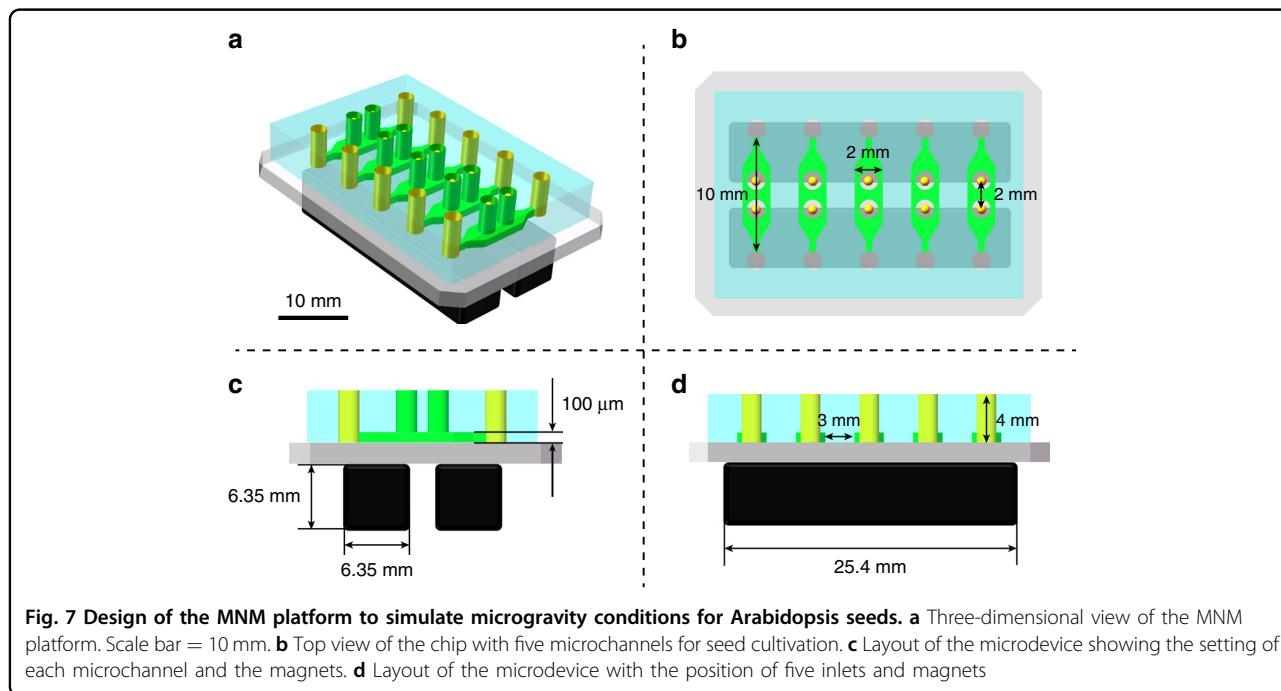 a
10 mm
b
2 mm
10 mm
2 mm
c
100 μm
6.35 mm
6.35 mm
d
3 mm
4 mm
25.4 mm
Fig. 7 Design of the MNM platform to simulate microgravity conditions for Arabidopsis seeds. a Three-dimensional view of the MNM
platform. Scale bar = 10 mm. b Top view of the chip with five microchannels for seed cultivation. c Layout of the microdevice showing the setting of
each microchannel and the magnets. d Layout of the microdevice with the position of five inlets and magnets